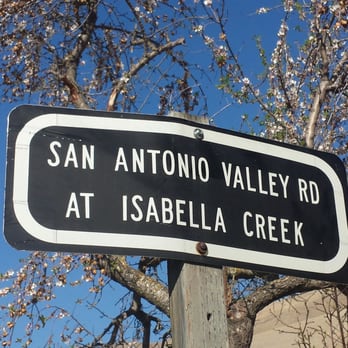 SAN ANTONIO VALLEY RD
AT ISABELLA CREEK